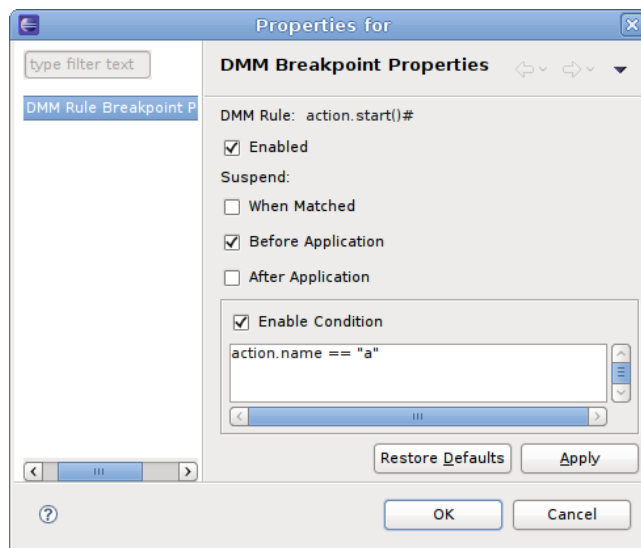 Properties for
type filter text
DMM Breakpoint Properties
DMM Rule Breakpoint P
DMM Rule: action.start()#
Enabled
Suspend:
When Matched
Before Application
After Application
Enable Condition
action.name == "a"
Restore Defaults
Apply
OK
Cancel